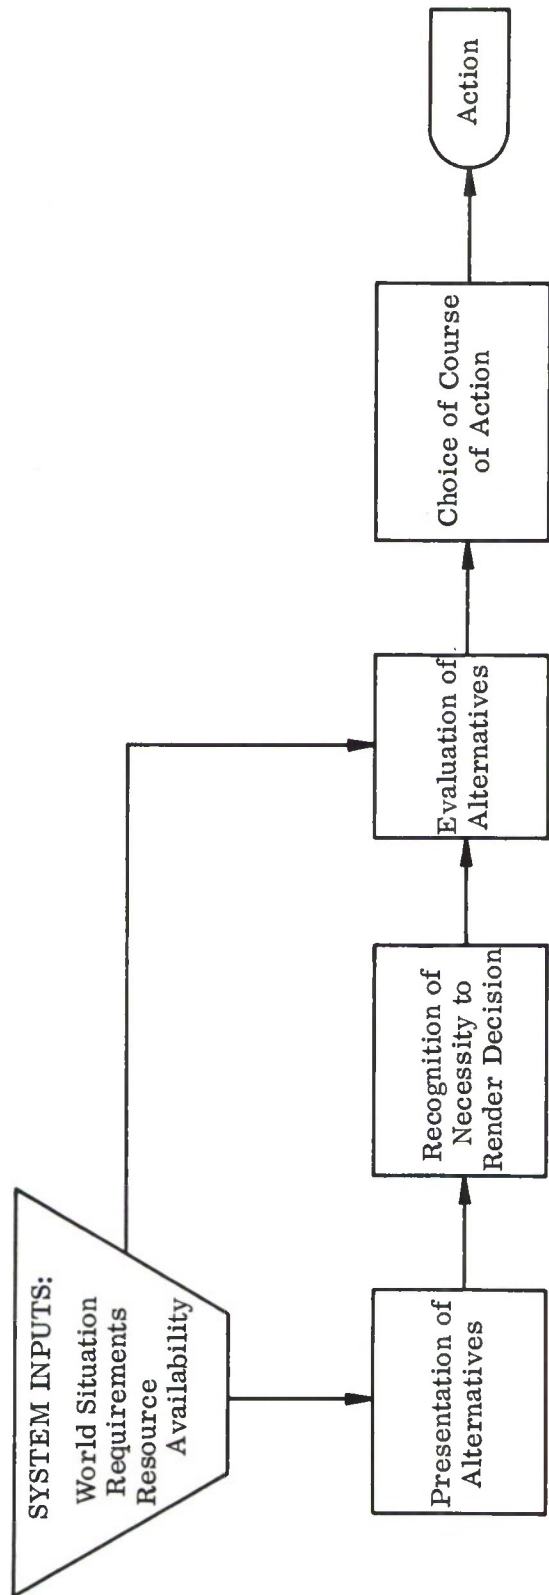 SYSTEM INPUTS:
World Situation
Requirements
Resource
Availability
Presentation of
Alternatives
Recognition of
Necessity to
Render Decision
Evaluation of
Alternatives
Choice of Course
of Action
Action